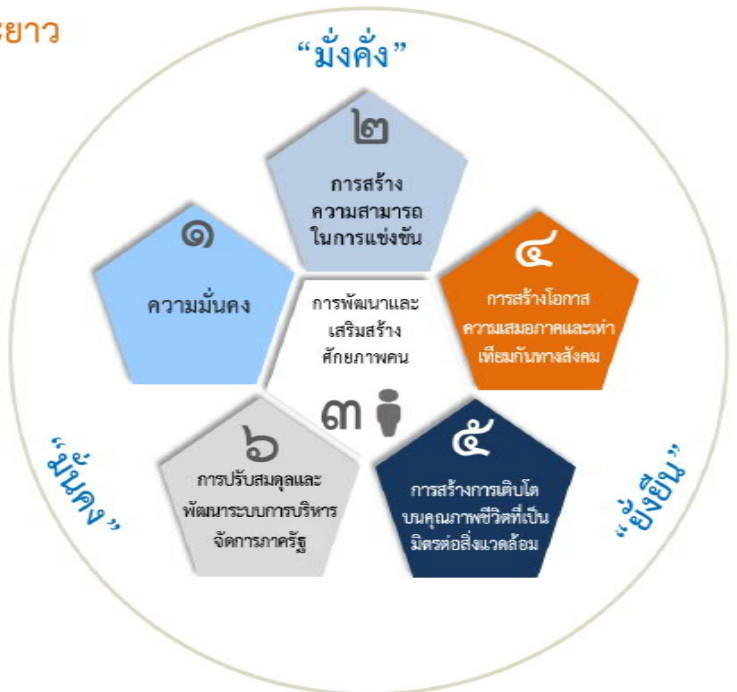 ะยาว
“มั่งคั่ง”
๒
การสร้าง
ความสามารถ
ในการแข่งขัน
๑
ความมั่นคง
๔
การสร้างโอกาส
ความเสมอภาคและเท่า
เทียมกันทางสังคม
การพัฒนาและ
เสริมสร้าง
ศักยภาพคน
๓
๖
การปรับสมดุลและ
พัฒนาระบบการบริหาร
จัดการภาครัฐ
๕
การสร้างการเติบโต
บนคุณภาพชีวิตที่เป็น
มิตรต่อสิ่งแวดล้อม
“มั่นคง”
“ยั่งยืน”